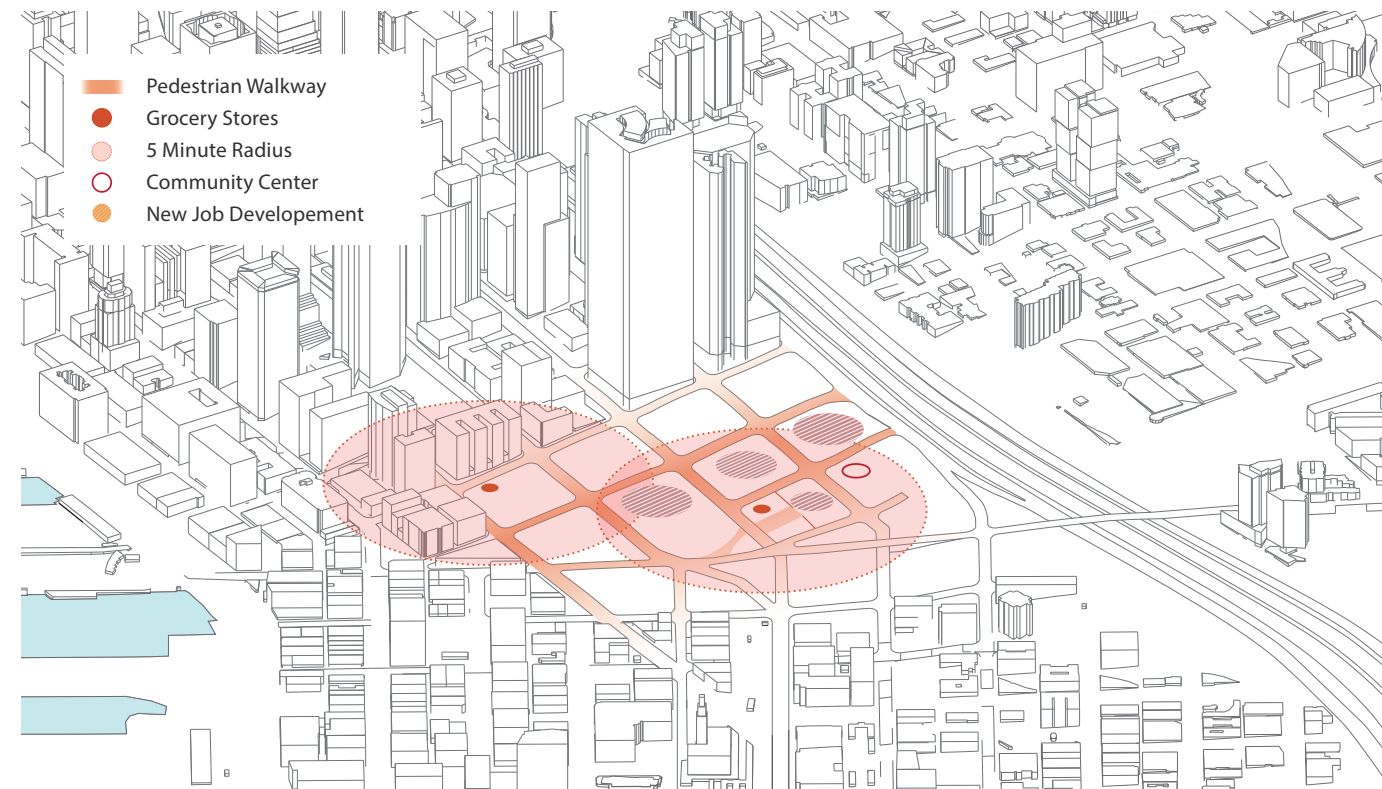 Pedestrian Walkway
Grocery Stores
5 Minute Radius
Community Center
New Job Developement